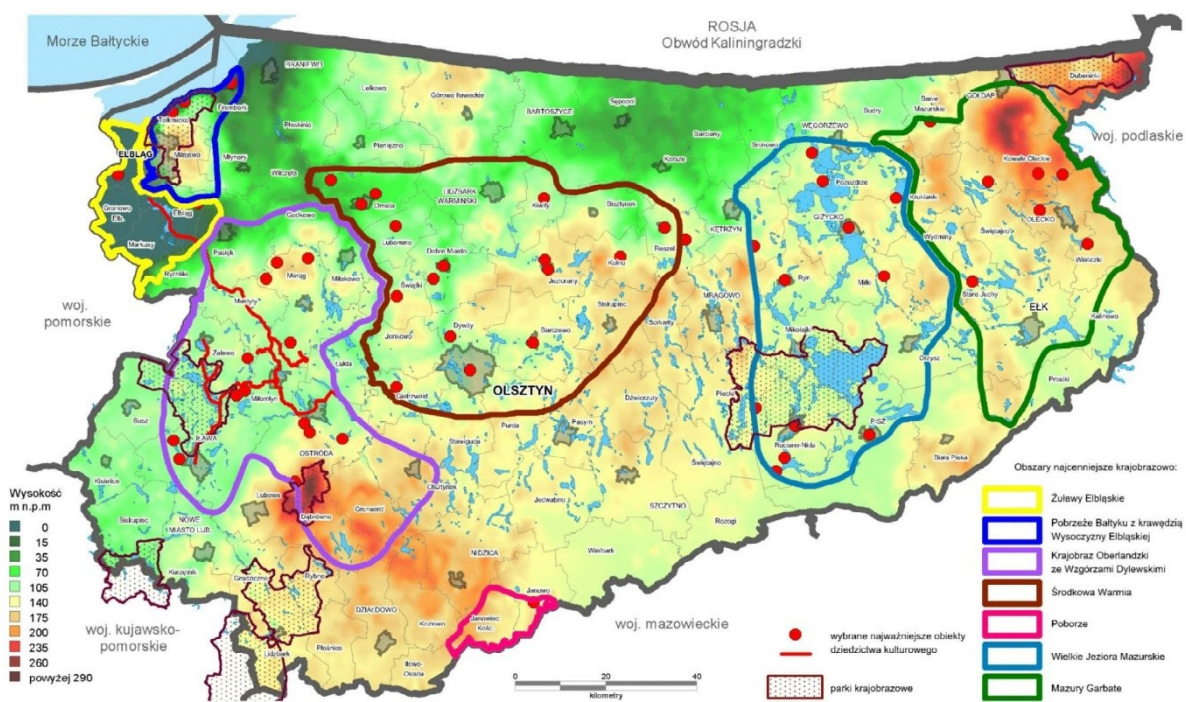 Morze Bałtyckie
ROSJA
Obwód Kaliningradzki
BRANIEWO
Lelkowo
Górowo Iławeckie
Sępopol
BARTOSZYCE
Barciany
Budry
Banie
Mazurskie
GOŁDAP
Dubeninki
woj. podlaskie
Frombork
Tolkmicko
Płoskinia
Pieniężno
Korsze
Srokowo
WĘGORZEWO
ELBLĄG
Milejewo
Młynary
Wilczęta
Kowale Oleckie
Pozezdrze
Kruklanki
Gronowo
Elb.
Elbląg
Markusy
Godkowo
Orneta
LIDZBARK
WARMIŃSKI
Kiwity
Bisztynek
OLECKO
Rychliki
Pasłęk
Lubomino
Reszel
KĘTRZYN
GIŻYCKO
Wydminy
Świętajno
Wieliczki
Dobre Miasto
Kolno
Morąg
Miłakowo
Świątki
Jeziorany
Ryn
Miłki
Stare Juchy
Kalinowo
woj.
pomorskie
Małdyty
Biskupiec
MRĄGOWO
EŁK
Dywity
Barczewo
Sorkwity
Mikołajki
Zalewo
Jonkowo
Łukta
Orzysz
Miłomłyn
OLSZTYN
Gietrzwałd
Dźwierzuty
Piecki
Prostki
Susz
IŁAWA
Purda
Pasym
PISZ
OSTRÓDA
Stawiguda
Ruciane-Nida
Biała Piska
Kisielice
Lubawa
Olsztynek
Świętajno
Jedwabno
SZCZYTNO
Rozogi
Biskupiec
NOWE
MIASTO LUB.
Dąbrówno
Grunwald
Wielbark
NIDZICA
Kurzętnik
Grodziczno
Rybno
Janowo
DZIAŁDOWO
Kozłowo
Janowiec
Kość.
Płośnica
Lidzbark
Iłowo-
Osada
woj. kujawsko-
pomorskie
woj. mazowieckie
Wysokość
m n.p.m
0
15
35
70
105
140
175
200
235
260
powyżej 290
0 20 40
kilometry
wybrane najważniejsze obiekty
dziedzictwa kulturowego
parki krajobrazowe
Obszary najcenniejsze krajobrazowo:
Żuławy Elbląskie
Pobrzeże Bałtyku z krawędzią
Wysoczyzny Elbląskiej
Krajobraz Oberlandzki
ze Wzgórzami Dylewskimi
Środkowa Warmia
Poborze
Wielkie Jeziora Mazurskie
Mazury Garbate